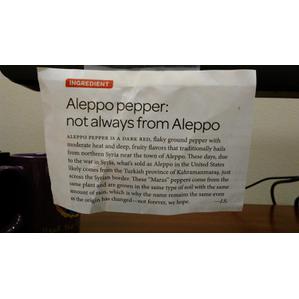 INGREDIENT
Aleppo pepper:
not always from Aleppo
ALEPPO PEPPER IS A DARK RED, flaky ground pepper with
moderate heat and deep, fruity flavors that traditionally hails
from northern Syria near the town of Aleppo. These days, due
to the war in Syria, what's sold as Aleppo in the United States
likely comes from the Turkish province of Kahramanmaraş, just
across the Syrian border. These "Maras" peppers come from the
same plant and are grown in the same type of soil with the same
amount of rain, which is why the name remains the same even
as the origin has changed—not forever, we hope. —J.S.